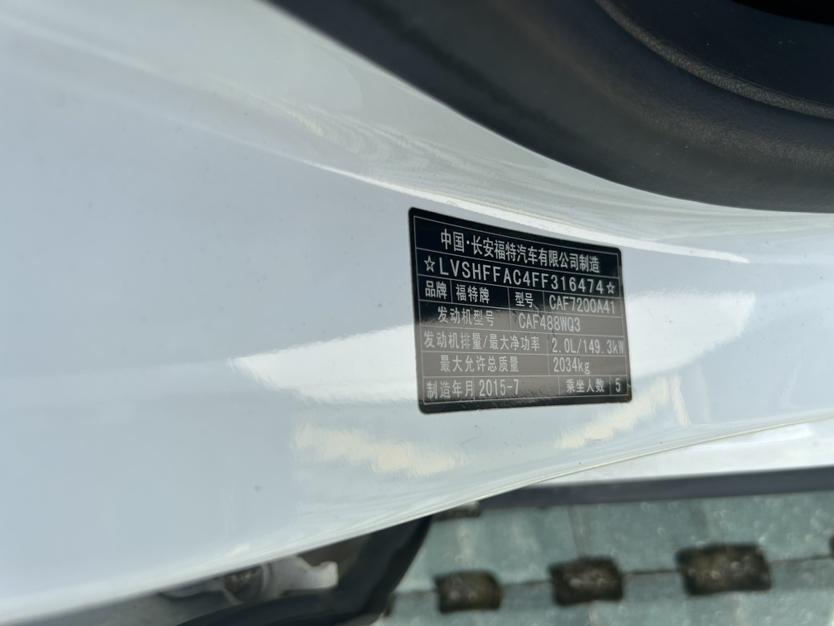 中国·长安福特汽车有限公司制造
☆LVSHFFAC4FF316474☆
品牌 福特牌 型号 CAF7200A41
发动机型号 CAF488WQ3
发动机排量/最大净功率 2.0L/149.3kW
最大允许总质量 2034kg
制造年月 2015-7 乘坐人数 5